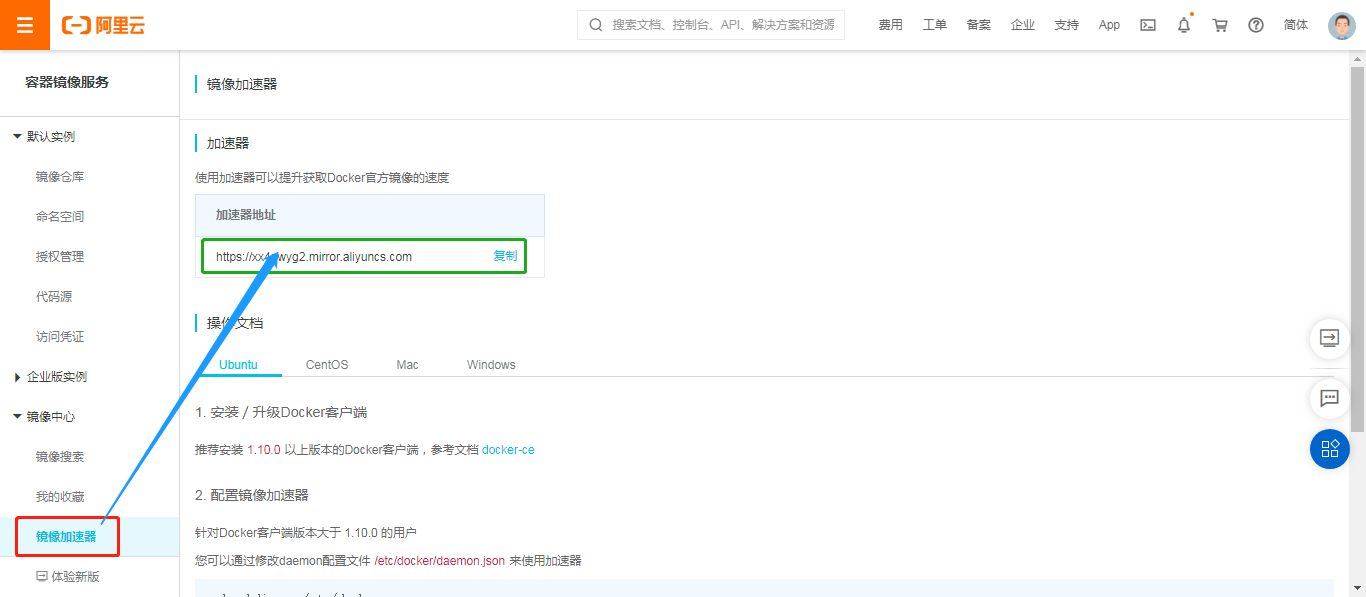 阿里云
搜索文档、控制台、API、解决方案和资源
费用 工单 备案 企业 支持 App 简体
容器镜像服务
默认实例
镜像仓库
命名空间
授权管理
代码源
访问凭证
企业版实例
镜像中心
镜像搜索
我的收藏
镜像加速器
体验新版
镜像加速器
加速器
使用加速器可以提升获取Docker官方镜像的速度
加速器地址
复制
操作文档
Ubuntu CentOS Mac Windows
1. 安装 / 升级Docker客户端
推荐安装 1.10.0 以上版本的Docker客户端，参考文档 docker-ce
2. 配置镜像加速器
针对Docker客户端版本大于 1.10.0 的用户
您可以通过修改daemon配置文件 /etc/docker/daemon.json 来使用加速器